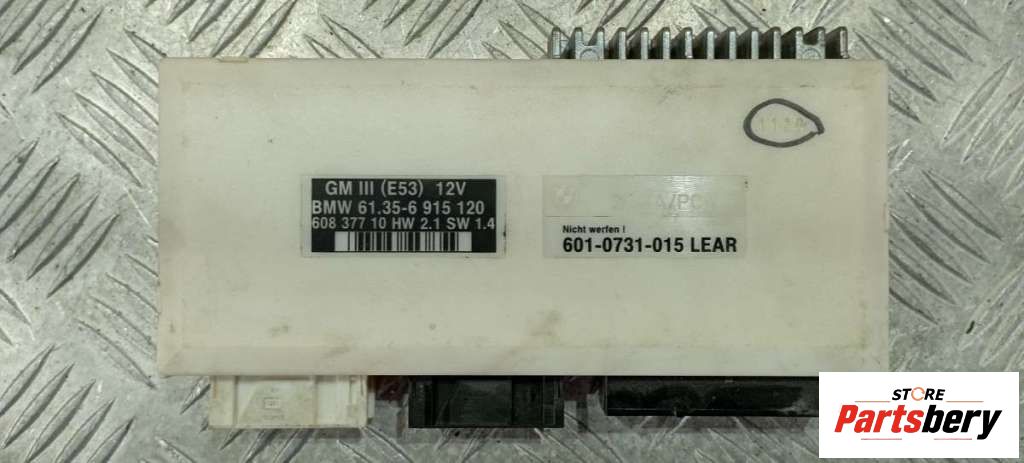 GM III (E53) 12V
BMW 61.35-6 915 120
608 377 10 HW 2.1 SW 1.4
Nicht werfen !
601-0731-015 LEAR
STORE
Partsbery